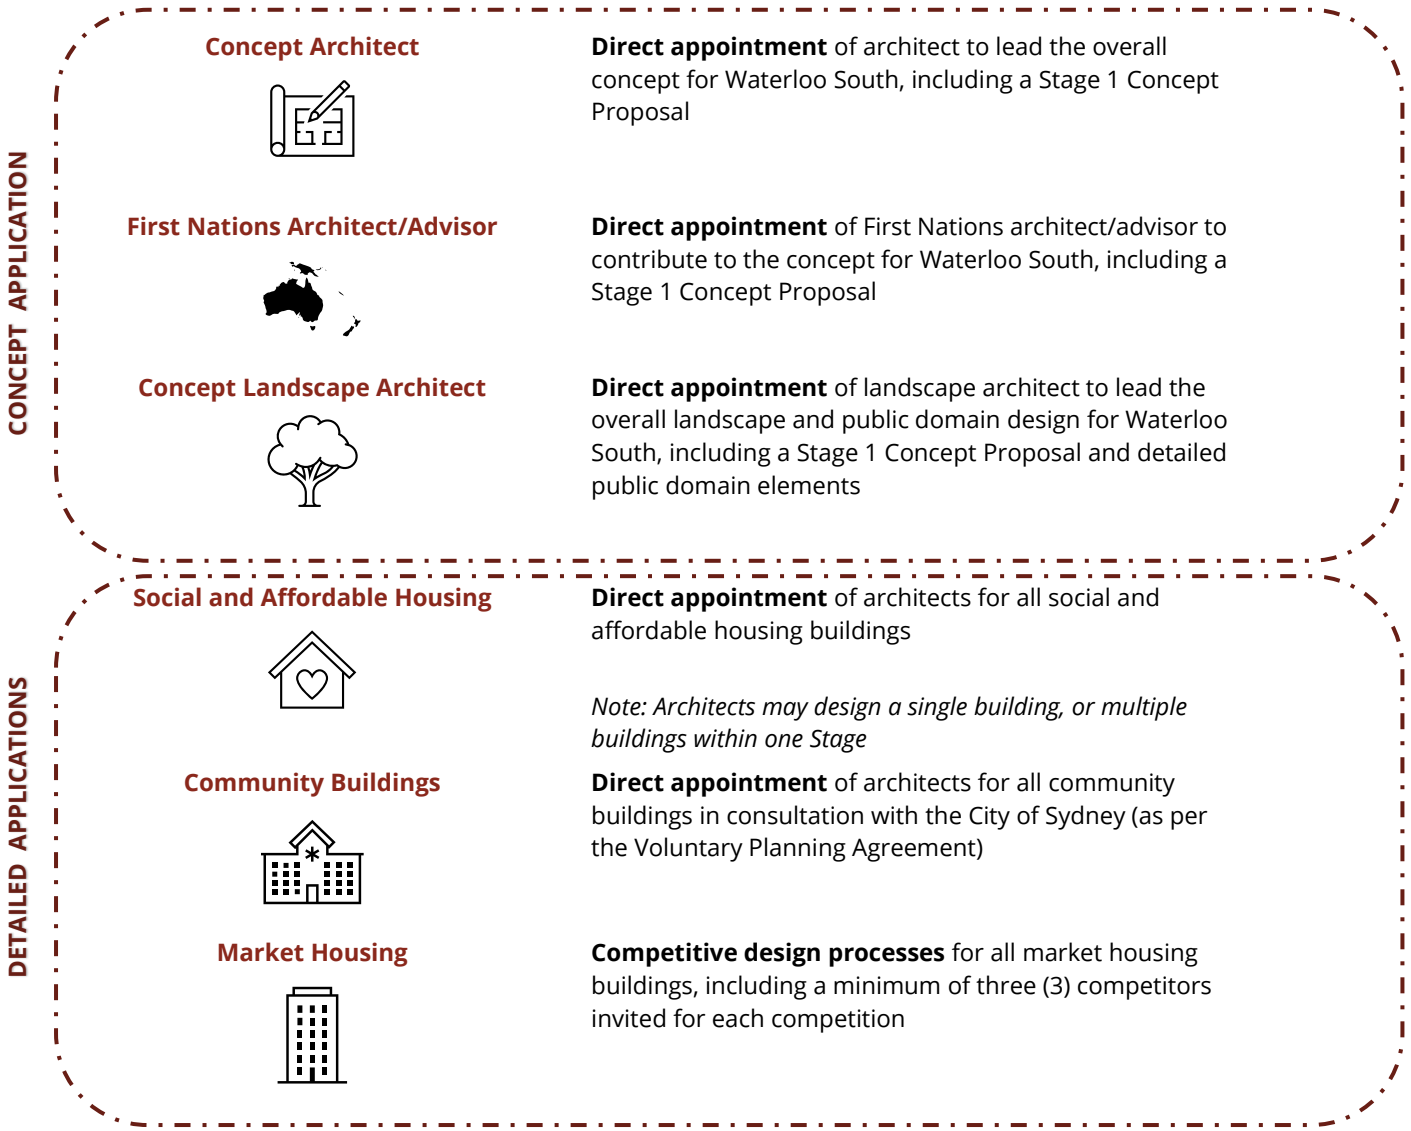 CONCEPT APPLICATION
Concept Architect
Direct appointment of architect to lead the overall
concept for Waterloo South, including a Stage 1 Concept
Proposal
First Nations Architect/Advisor
Direct appointment of First Nations architect/advisor to
contribute to the concept for Waterloo South, including a
Stage 1 Concept Proposal
Concept Landscape Architect
Direct appointment of landscape architect to lead the
overall landscape and public domain design for Waterloo
South, including a Stage 1 Concept Proposal and detailed
public domain elements
DETAILED APPLICATIONS
Social and Affordable Housing
Direct appointment of architects for all social and
affordable housing buildings
Note: Architects may design a single building, or multiple
buildings within one Stage
Community Buildings
Direct appointment of architects for all community
buildings in consultation with the City of Sydney (as per
the Voluntary Planning Agreement)
Market Housing
Competitive design processes for all market housing
buildings, including a minimum of three (3) competitors
invited for each competition